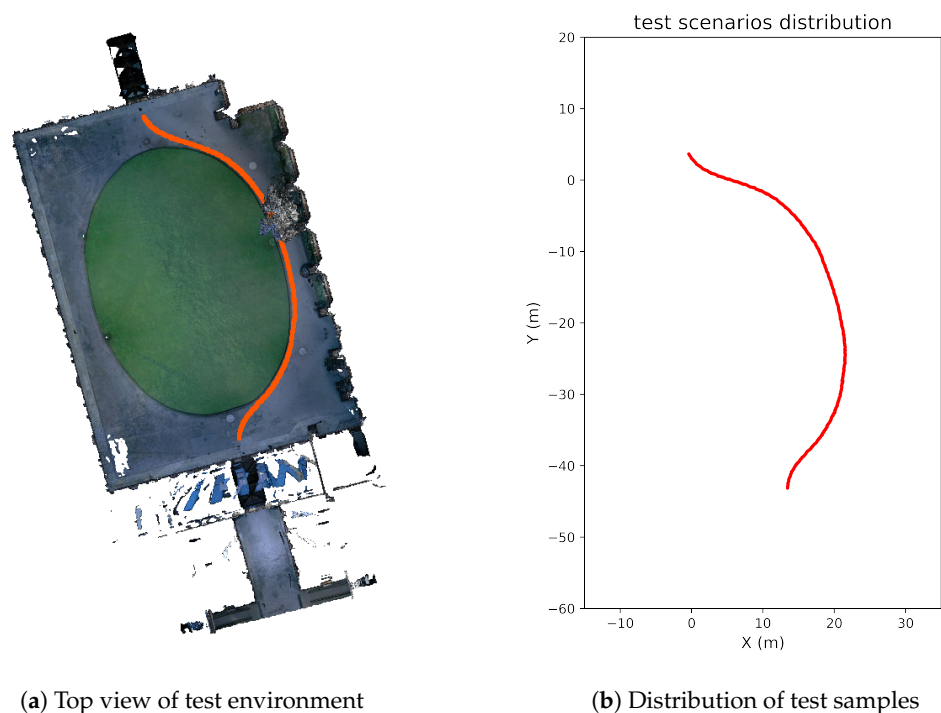 test scenarios distribution
20
10
0
−10
−20
−30
−40
−50
−60
Y (m)
−10 0 10 20 30
X (m)
(a) Top view of test environment
(b) Distribution of test samples